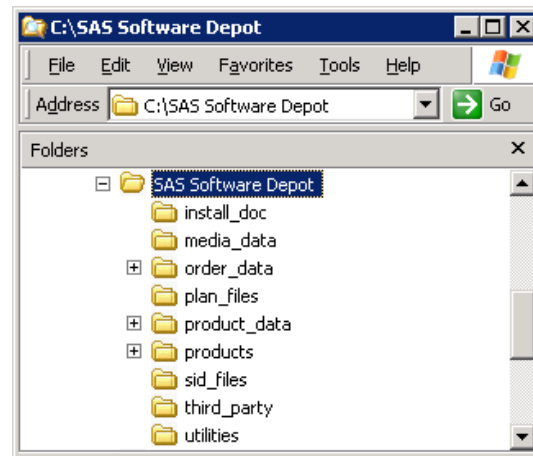 C:\SAS Software Depot
File Edit View Favorites Tools Help
Address C:\SAS Software Depot Go
Folders
SAS Software Depot
install_doc
media_data
order_data
plan_files
product_data
products
sid_files
third_party
utilities